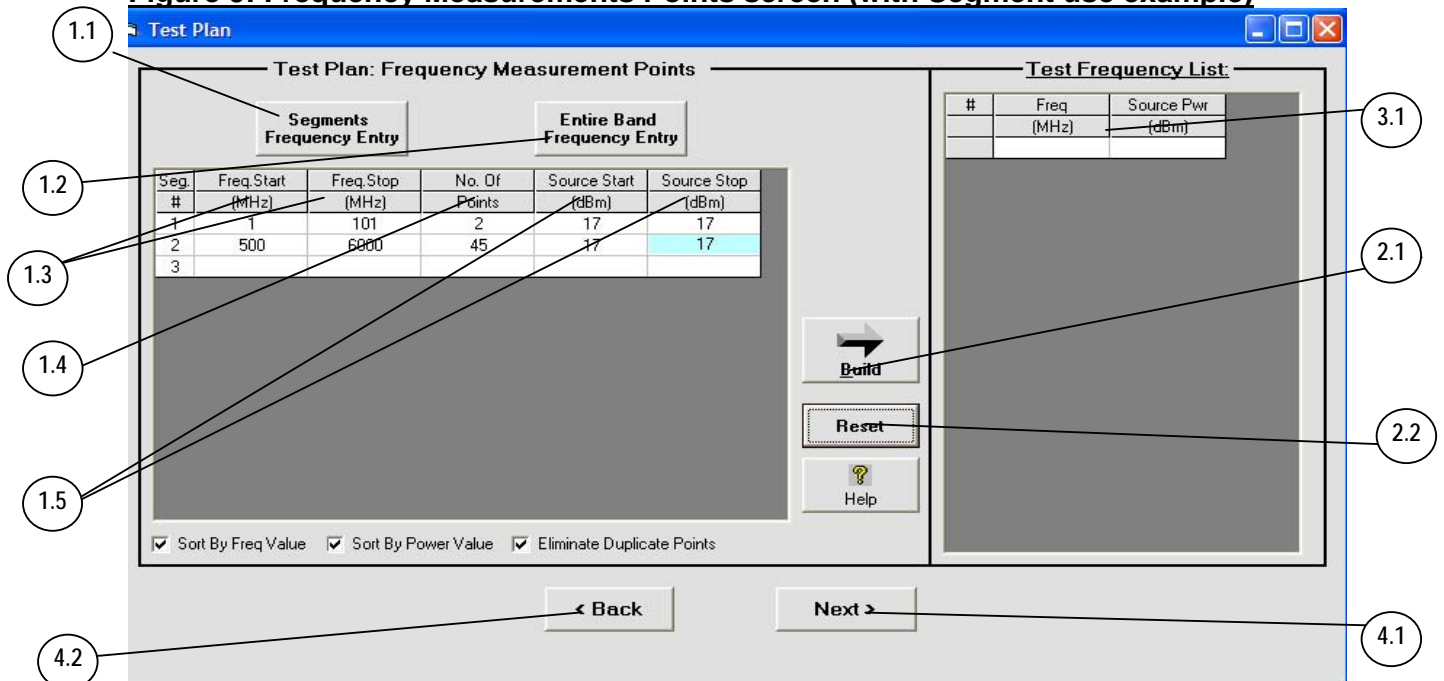 Figure 3. Frequency Measurements Points screen (with Segment use example)
Test Plan
1.1
Test Plan: Frequency Measurement Points
Test Frequency List:
Segments
Frequency Entry
Entire Band
Frequency Entry
# Freq Source Pwr
(MHz) (dBm)
3.1
1.2
Seg. Freq.Start Freq.Stop No. Of Source Start Source Stop
# (MHz) (MHz) Points (dBm) (dBm)
1 1 101 2 17 17
2 500 6000 45 17 17
3
1.3
2.1
1.4
Build
Reset
2.2
1.5
?
Help
Sort By Freq Value Sort By Power Value Eliminate Duplicate Points
< Back Next >
4.2
4.1